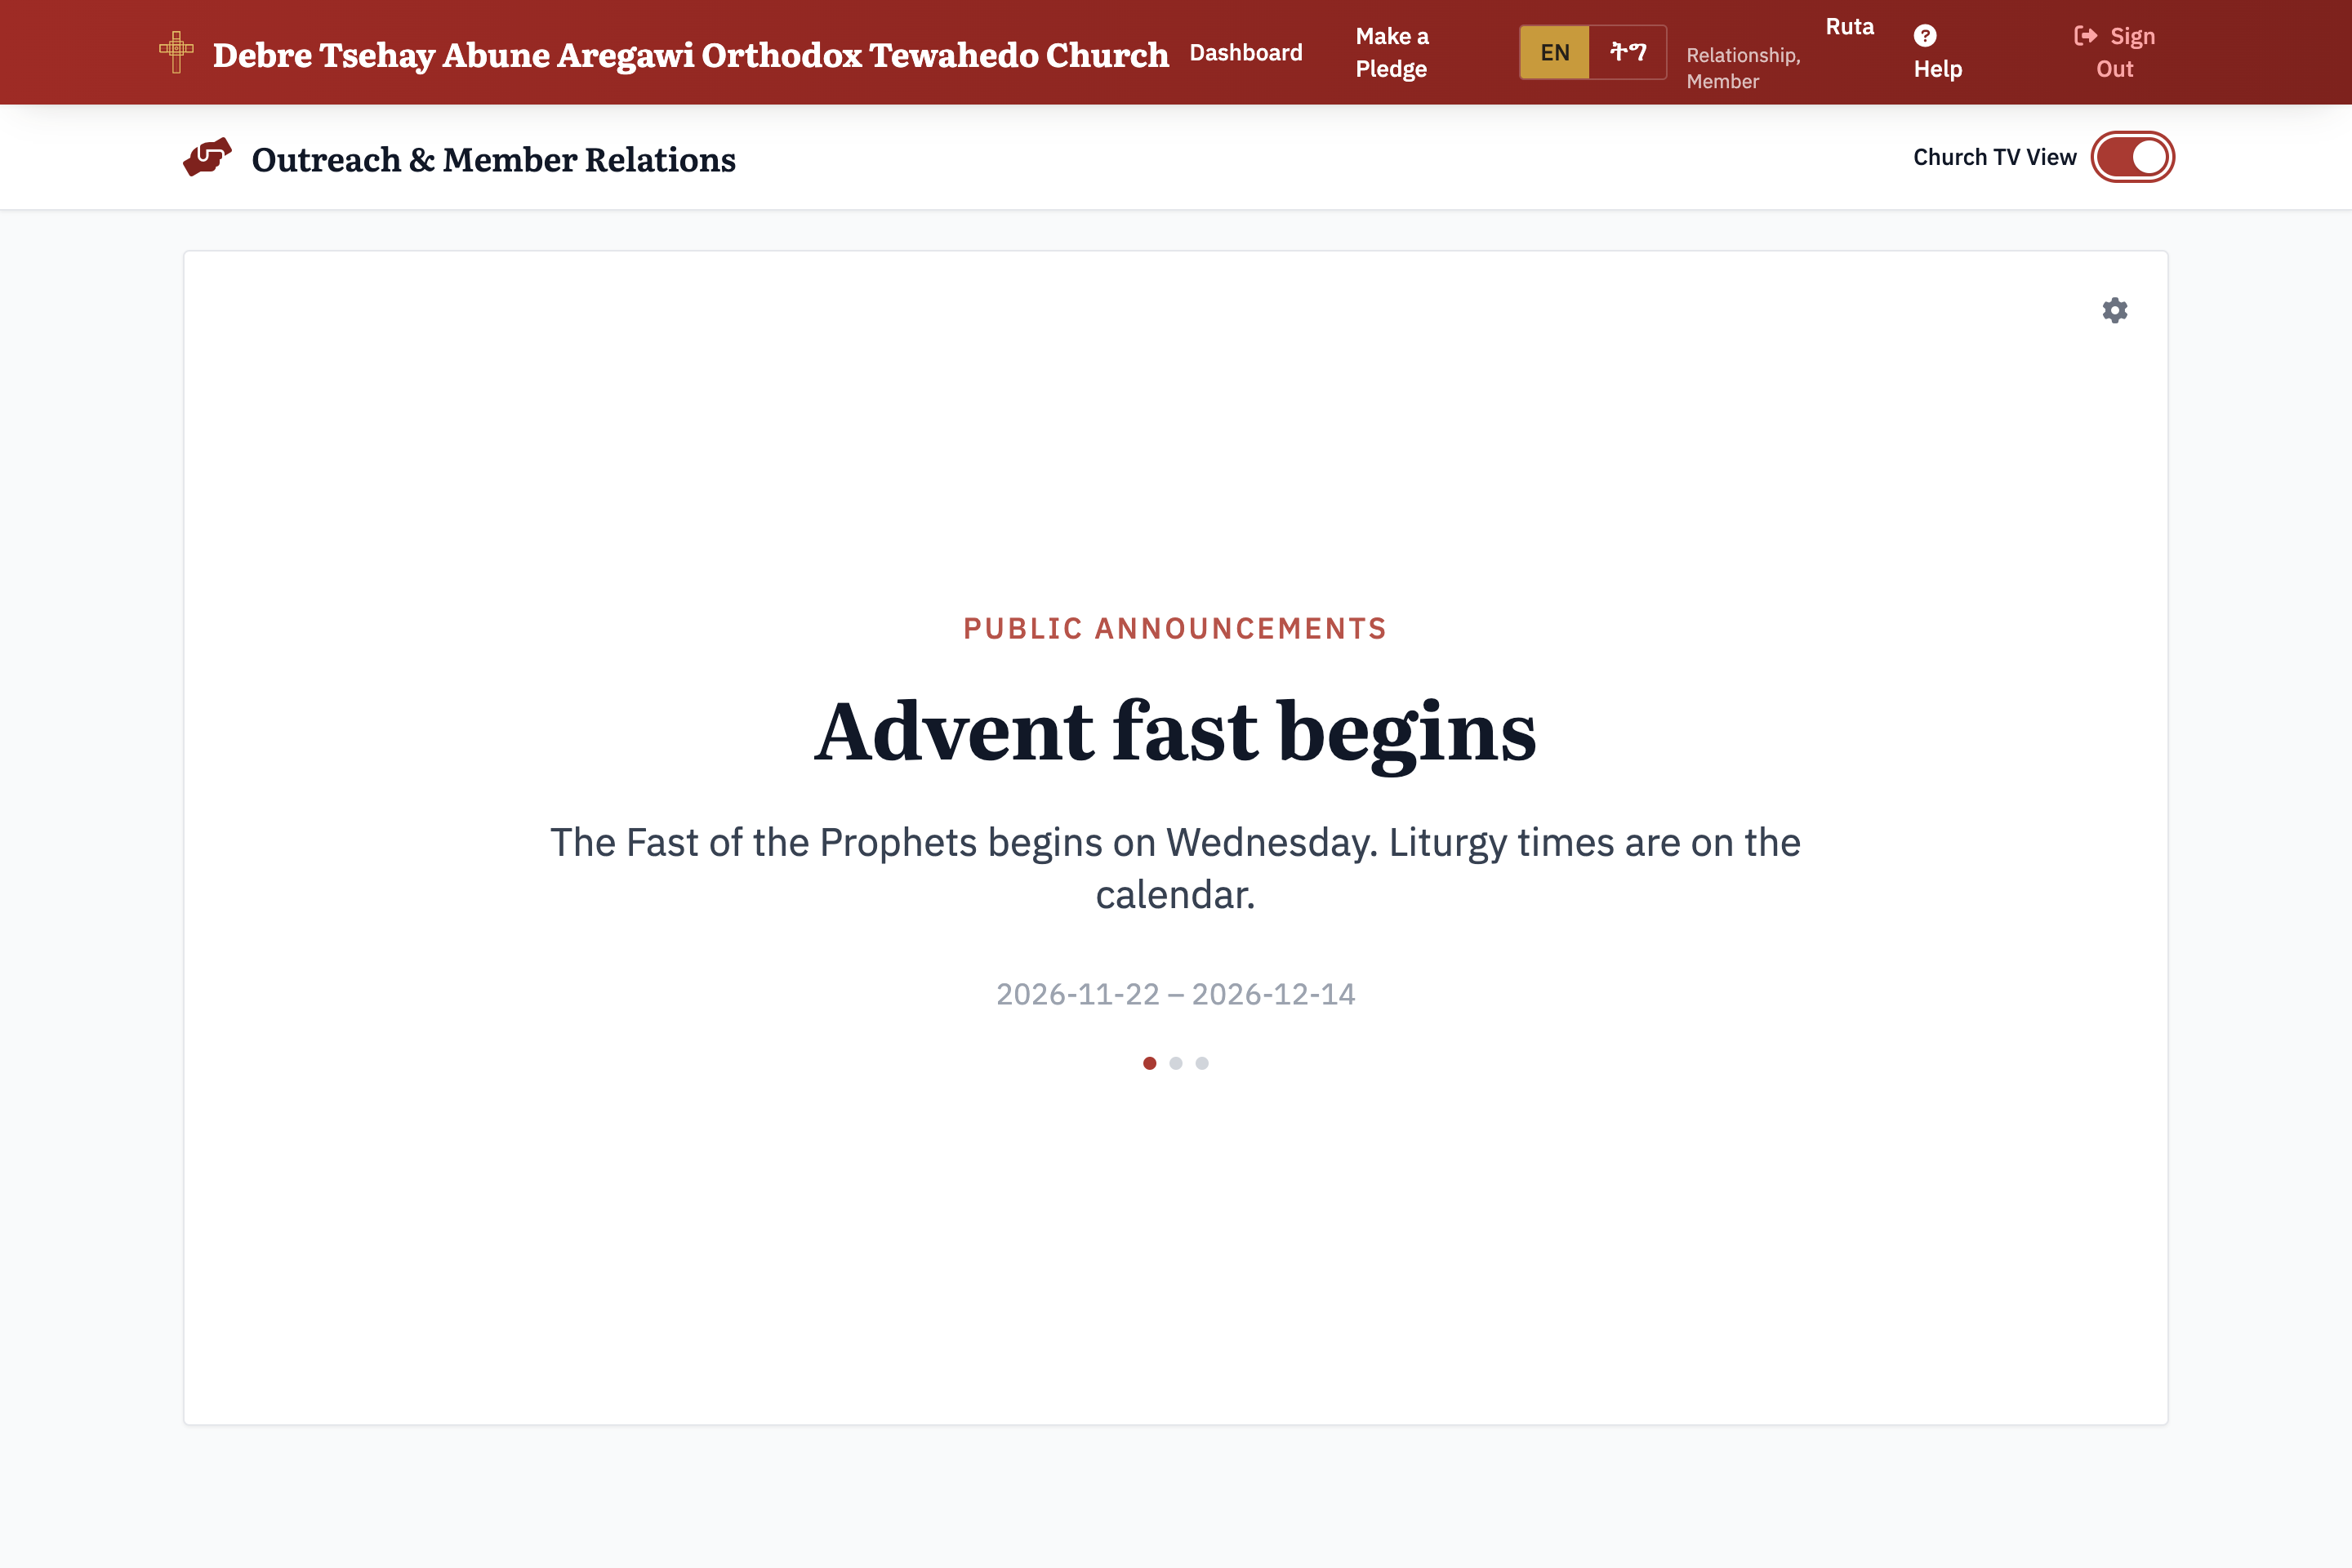 Debre Tsehay Abune Aregawi Orthodox Tewahedo Church
Dashboard
Make a
Pledge
EN
ትግ
Ruta
Relationship,
Member
Help
Sign
Out
Outreach & Member Relations
Church TV View
PUBLIC ANNOUNCEMENTS
Advent fast begins
The Fast of the Prophets begins on Wednesday. Liturgy times are on the
calendar.
2026-11-22 – 2026-12-14